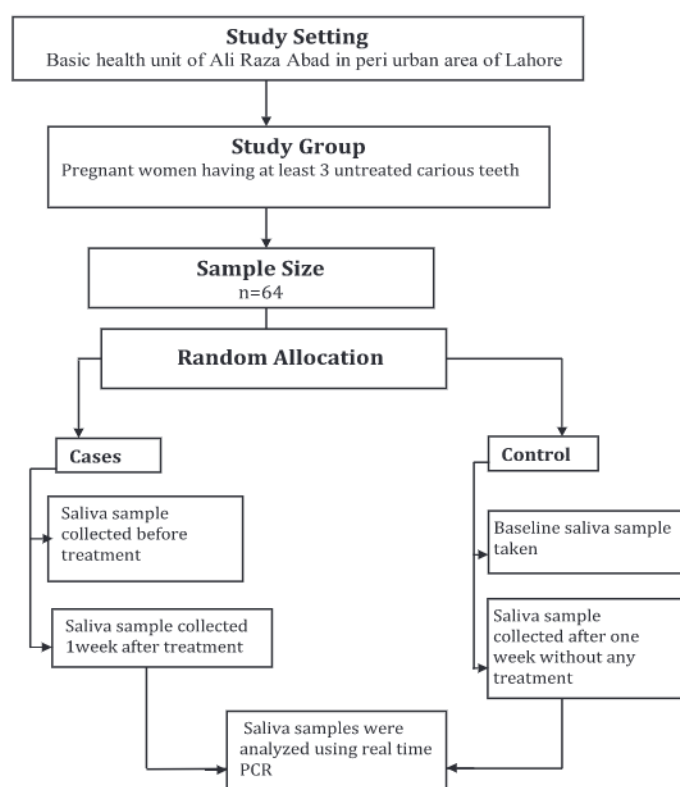 Study Setting
Basic health unit of Ali Raza Abad in peri urban area of Lahore
Study Group
Pregnant women having at least 3 untreated carious teeth
Sample Size
n=64
Random Allocation
Cases
Saliva sample
collected before
treatment
Saliva sample collected
1week after treatment
Control
Baseline saliva sample
taken
Saliva sample
collected after one
week without any
treatment
Saliva samples were
analyzed using real time
PCR